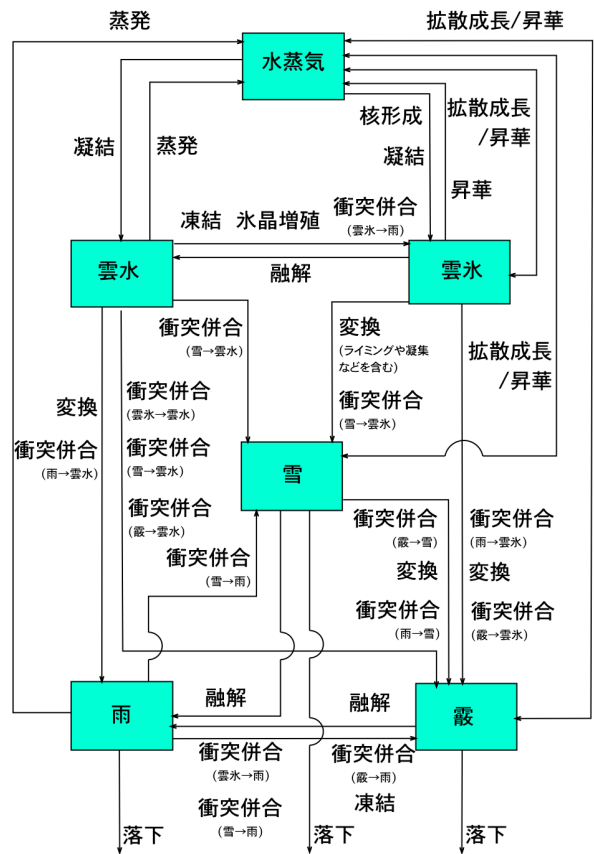 蒸発
拡散成長/昇華
水蒸気
核形成
凝結
拡散成長
/昇華
凝結
蒸発
昇華
衝突併合
(雲氷→雨)
凍結 氷晶増殖
雲水
雲氷
融解
衝突併合
(雪→雲水)
変換
(ライミングや凝集
などを含む)
拡散成長
/昇華
衝突併合
(雲氷→雲水)
変換
衝突併合
(雪→雲氷)
衝突併合
(雨→雲水)
衝突併合
(雪→雲水)
雪
衝突併合
(霰→雲水)
衝突併合
(霰→雪)
衝突併合
(雨→雲氷)
衝突併合
(雪→雨)
変換
変換
衝突併合
(雨→雪)
衝突併合
(霰→雲氷)
融解
融解
雨
霰
衝突併合
(雲氷→雨)
衝突併合
(霰→雨)
凍結
衝突併合
(雪→雨)
落下
落下
落下